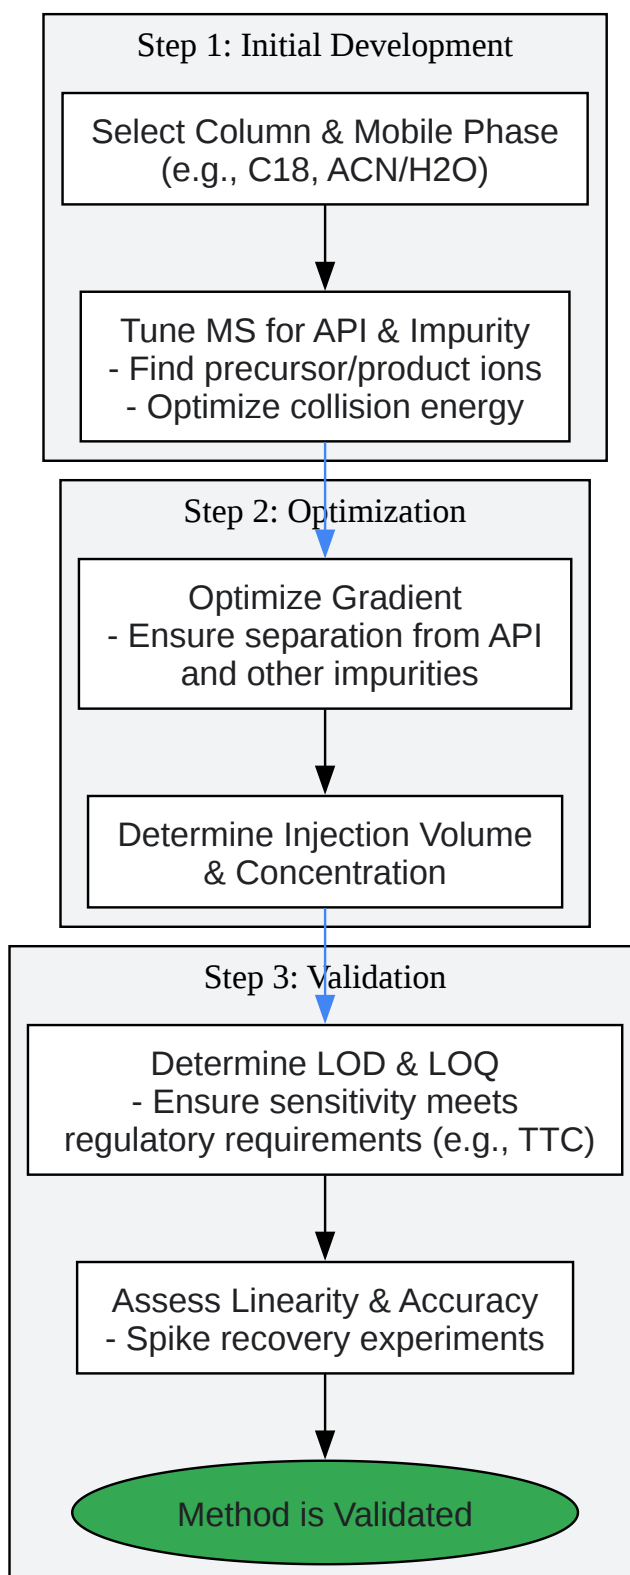 Step 1: Initial Development
Select Column & Mobile Phase
(e.g., C18, ACN/H2O)
Tune MS for API & Impurity
- Find precursor/product ions
- Optimize collision energy
Step 2: Optimization
Optimize Gradient
- Ensure separation from API
and other impurities
Determine Injection Volume
& Concentration
Step 3: Validation
Determine LOD & LOQ
- Ensure sensitivity meets
regulatory requirements (e.g., TTC)
Assess Linearity & Accuracy
- Spike recovery experiments
Method is Validated